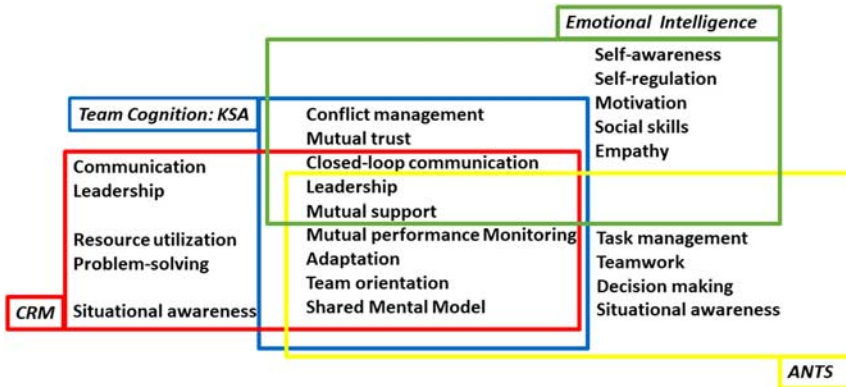 Emotional Intelligence
Self-awareness
Self-regulation
Motivation
Social skills
Empathy
Team Cognition: KSA
Conflict management
Mutual trust
Closed-loop communication
Leadership
Mutual support
Mutual performance Monitoring
Adaptation
Team orientation
Shared Mental Model
Communication
Leadership
Resource utilization
Problem-solving
Situational awareness
CRM
Task management
Teamwork
Decision making
Situational awareness
ANTS